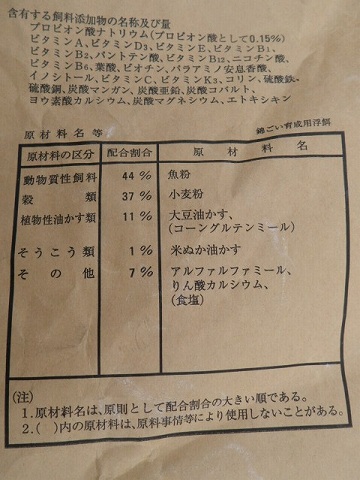 含有する飼料添加物の名称及び量
プロピオン酸ナトリウム(プロピオン酸として0.15%)
ビタミンA、ビタミンD₃、ビタミンE、ビタミンB₁、
ビタミンB₂、パントテン酸、ビタミンB₁₂、ニコチン酸、
ビタミンB₆、葉酸、ビオチン、パラアミノ安息香酸、
イノシトール、ビタミンC、ビタミンK₃、コリン、硫酸鉄、
硫酸銅、炭酸マンガン、炭酸亜鉛、炭酸コバルト、
ヨウ素酸カルシウム、炭酸マグネシウム、エトキシキン
原材料名等 錦ごい育成用浮餌
原材料の区分 配合割合 原材料名
動物質性飼料 44% 魚粉
穀類 37% 小麦粉
植物性油かす類 11% 大豆油かす、
(コーングルテンミール)
そうこう類 1% 米ぬか油かす
その他 7% アルファルファミール、
りん酸カルシウム、
(食塩)
(注)
1.原材料名は、原則として配合割合の大きい順である。
2.( )内の原材料は、原料事情等により使用しないことがある。